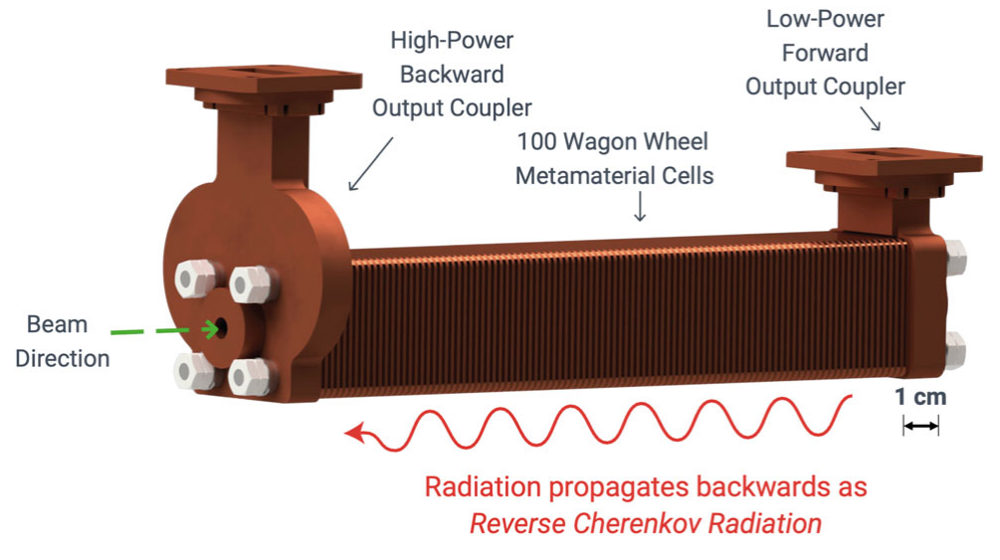 High-Power
Backward
Output Coupler
Low-Power
Forward
Output Coupler
100 Wagon Wheel
Metamaterial Cells
Beam
Direction
1 cm
Radiation propagates backwards as
Reverse Cherenkov Radiation